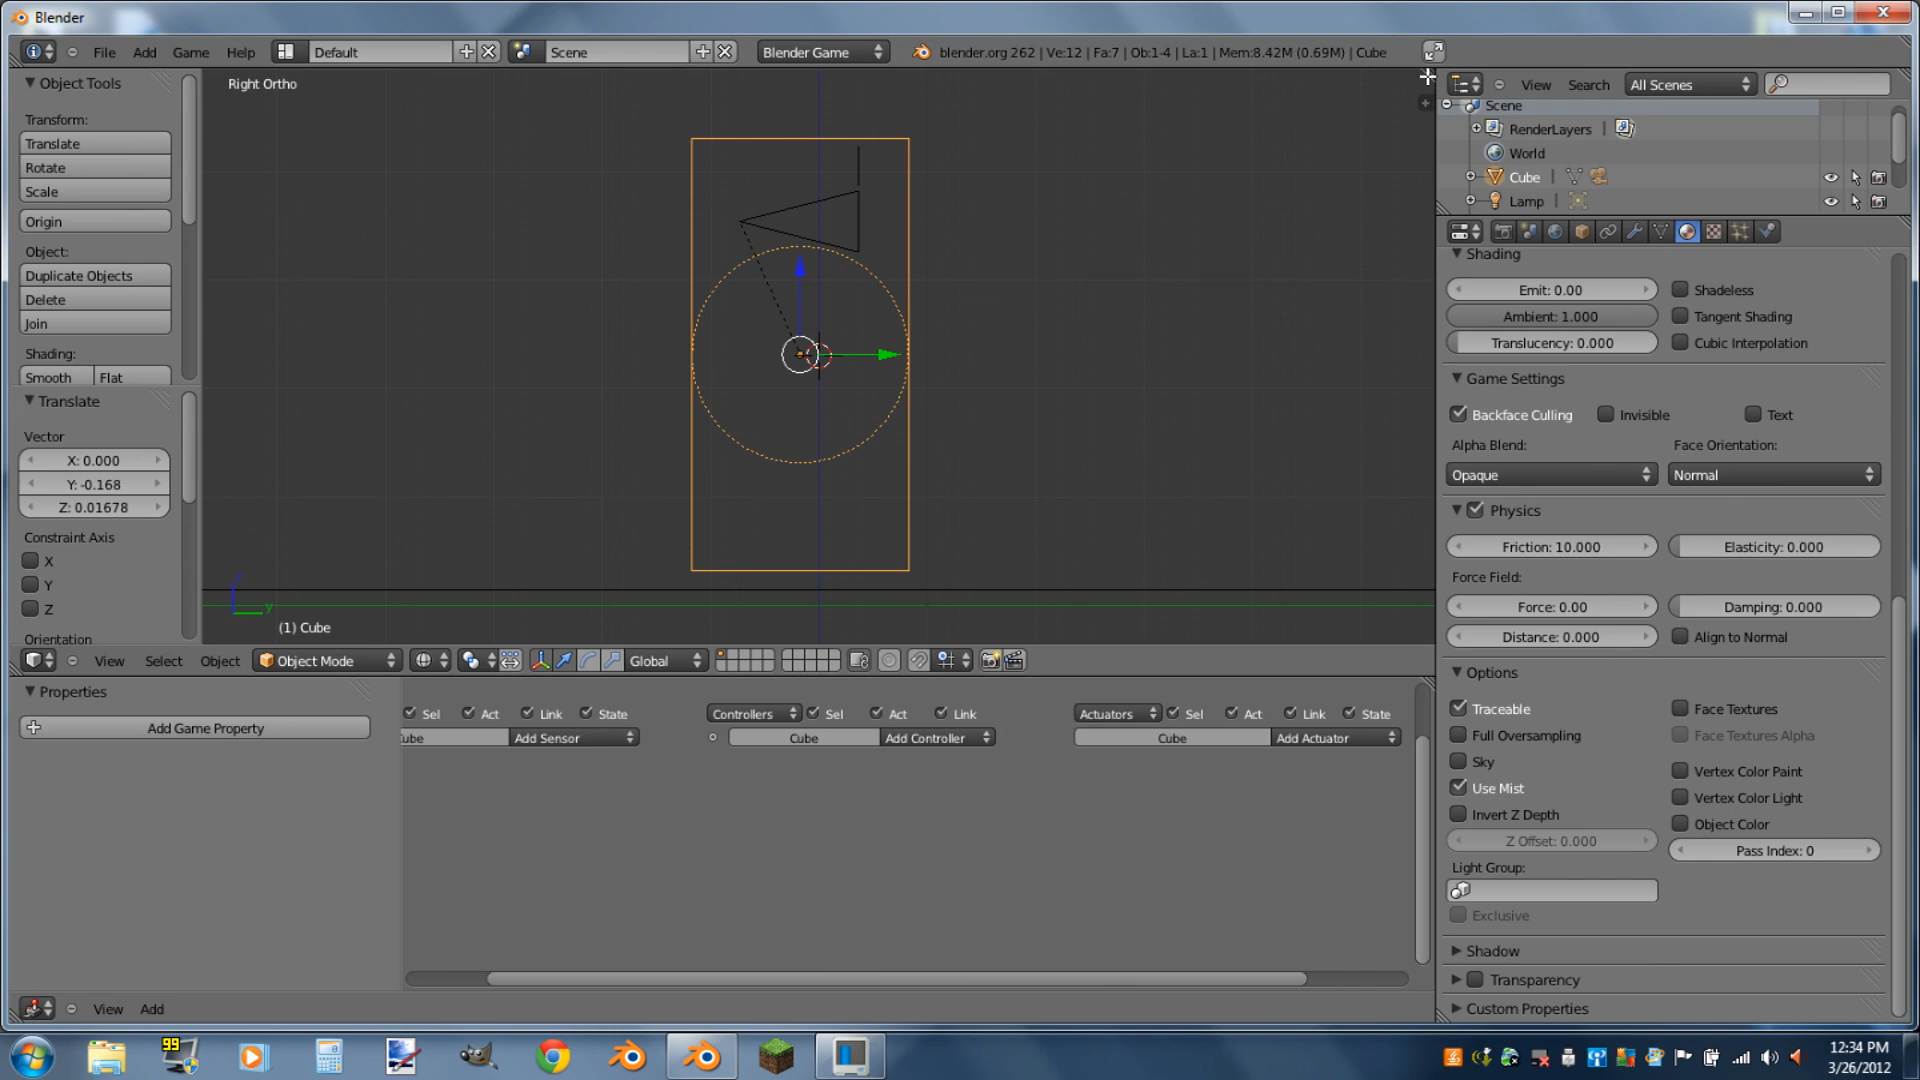 Blender
File Add Game Help Default Scene Blender Game blender.org 262 | Ve:12 | Fa:7 | Ob:1-4 | La:1 | Mem:8.42M (0.69M) | Cube
Object Tools
Transform:
Translate
Rotate
Scale
Origin
Object:
Duplicate Objects
Delete
Join
Shading:
Smooth Flat
Translate
Vector
X: 0.000
Y: -0.168
Z: 0.01678
Constraint Axis
X
Y
Z
Orientation
Right Ortho
y
(1) Cube
View Select Object Object Mode Global
View Search All Scenes
Scene
RenderLayers |
World
Cube |
Lamp |
Shading
Emit: 0.00 Shadeless
Ambient: 1.000 Tangent Shading
Translucency: 0.000 Cubic Interpolation
Game Settings
Backface Culling Invisible Text
Alpha Blend: Face Orientation:
Opaque Normal
Physics
Friction: 10.000 Elasticity: 0.000
Force Field:
Force: 0.00 Damping: 0.000
Distance: 0.000 Align to Normal
Options
Traceable Face Textures
Full Oversampling Face Textures Alpha
Sky
Use Mist Vertex Color Paint
Invert Z Depth Vertex Color Light
Z Offset: 0.000 Object Color
Pass Index: 0
Light Group:
Exclusive
Shadow
Transparency
Custom Properties
Properties
Add Game Property
Sel Act Link State
ube Add Sensor
Controllers Sel Act Link
Cube Add Controller
Actuators Sel Act Link State
Cube Add Actuator
View Add
99
12:34 PM
3/26/2012